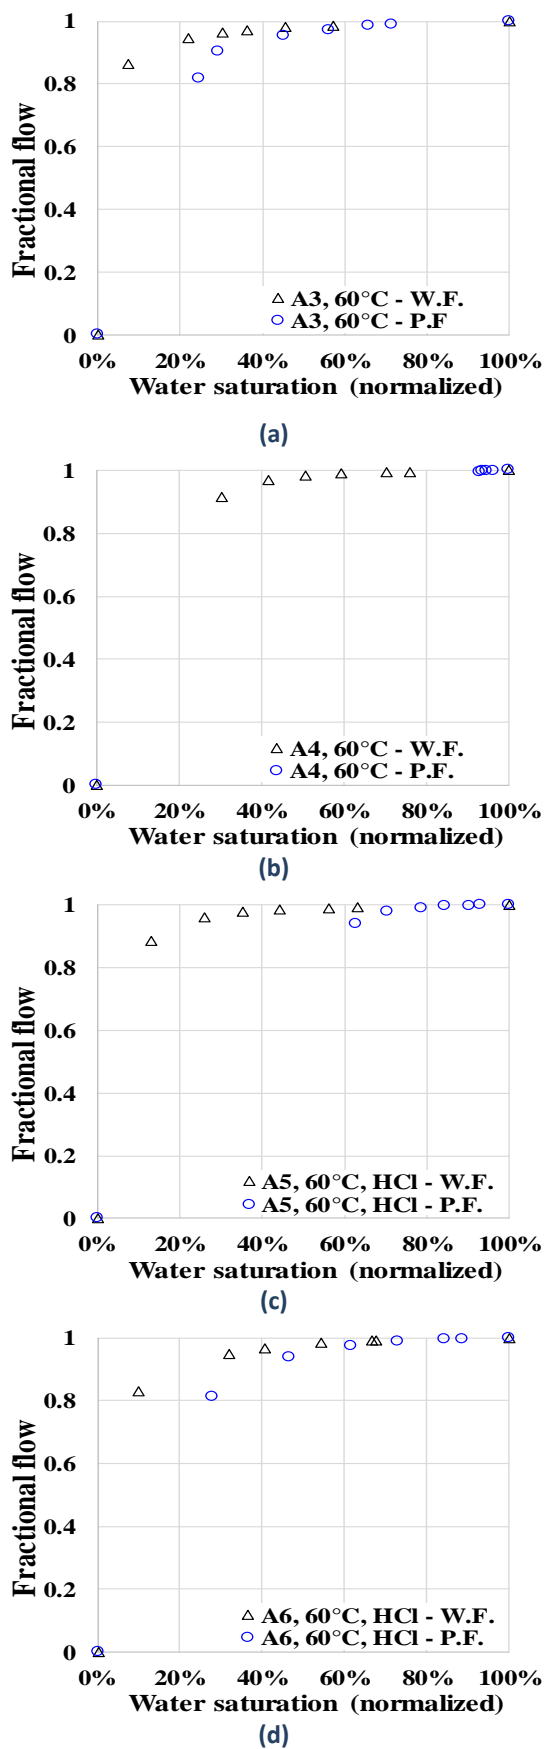 1
0.8
0.6
0.4
0.2
0
Fractional flow
A3, 60°C - W.F.
A3, 60°C - P.F
0% 20% 40% 60% 80% 100%
Water saturation (normalized)
(a)
1
0.8
0.6
0.4
0.2
0
Fractional flow
A4, 60°C - W.F.
A4, 60°C - P.F.
0% 20% 40% 60% 80% 100%
Water saturation (normalized)
(b)
1
0.8
0.6
0.4
0.2
0
Fractional flow
A5, 60°C, HCl - W.F.
A5, 60°C, HCl - P.F.
0% 20% 40% 60% 80% 100%
Water saturation (normalized)
(c)
1
0.8
0.6
0.4
0.2
0
Fractional flow
A6, 60°C, HCl - W.F.
A6, 60°C, HCl - P.F.
0% 20% 40% 60% 80% 100%
Water saturation (normalized)
(d)